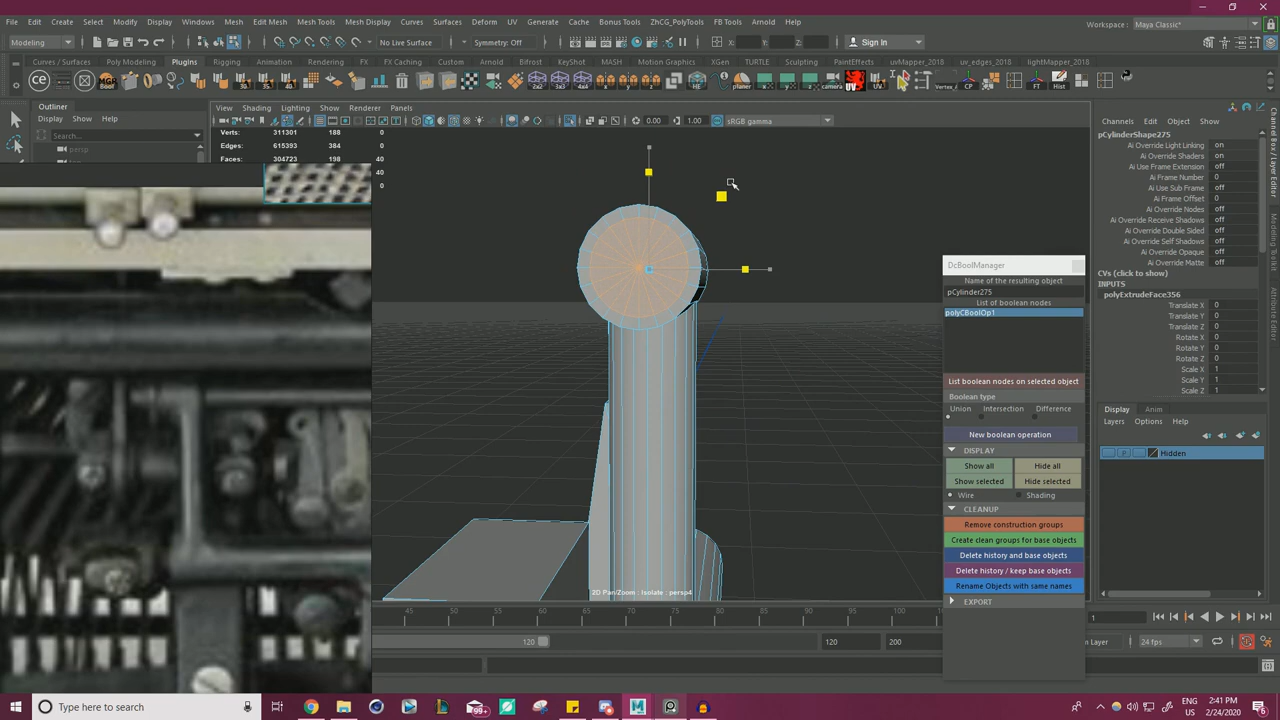 File Edit Create Select Modify Display Windows Mesh Edit Mesh Mesh Tools Mesh Display Curves Surfaces Deform UV Generate Cache Bonus Tools ZhCG_PolyTools FB Tools Arnold Help
Workspace : Maya Classic*
Modeling No Live Surface Symmetry: Off X: Y: Z: Sign In
Curves / Surfaces Poly Modeling Plugins Rigging Animation Rendering FX FX Caching Custom Arnold Bifrost MASH Motion Graphics KeyShot XGen TURTLE Sculpting PaintEffects uvMapper_2018 uv_edges_2018 lightMapper_2018
Outliner
Display Show Help
Search...
persp
View Shading Lighting Show Renderer Panels
0.00 1.00 sRGB gamma
Verts: 311301 188 0
Edges: 615393 384 0
Faces: 304723 198 40
40
0
2D Pan/Zoom : Isolate : persp4
DcBoolManager
Name of the resulting object
pCylinder275
List of boolean nodes
polyCBoolOp1
List boolean nodes on selected object
Boolean type
Union Intersection Difference
New boolean operation
DISPLAY
Show all Hide all
Show selected Hide selected
Wire Shading
CLEANUP
Remove construction groups
Create clean groups for base objects
Delete history and base objects
Delete history / keep base objects
Rename Objects with same names
EXPORT
Channels Edit Object Show
pCylinderShape275
Ai Override Light Linking on
Ai Override Shaders on
Ai Use Frame Extension off
Ai Frame Number 0
Ai Use Sub Frame off
Ai Frame Offset 0
Ai Override Nodes off
Ai Override Receive Shadows off
Ai Override Double Sided off
Ai Override Self Shadows off
Ai Override Opaque off
Ai Override Matte off
CVs (click to show)
INPUTS
polyExtrudeFace356
Translate X 0
Translate Y 0
Translate Z 0
Rotate X 0
Rotate Y 0
Rotate Z 0
Scale X 1
Scale Y 1
Scale Z 1
Display Anim
Layers Options Help
P Hidden
Channel Box / Layer Editor
Modeling Toolkit
Attribute Editor
45 50 55 60 65 70 75 80 85 90 95 100
1
120 120 200 24 fps
Type here to search
99+
ENG
US
2:41 PM
2/24/2020